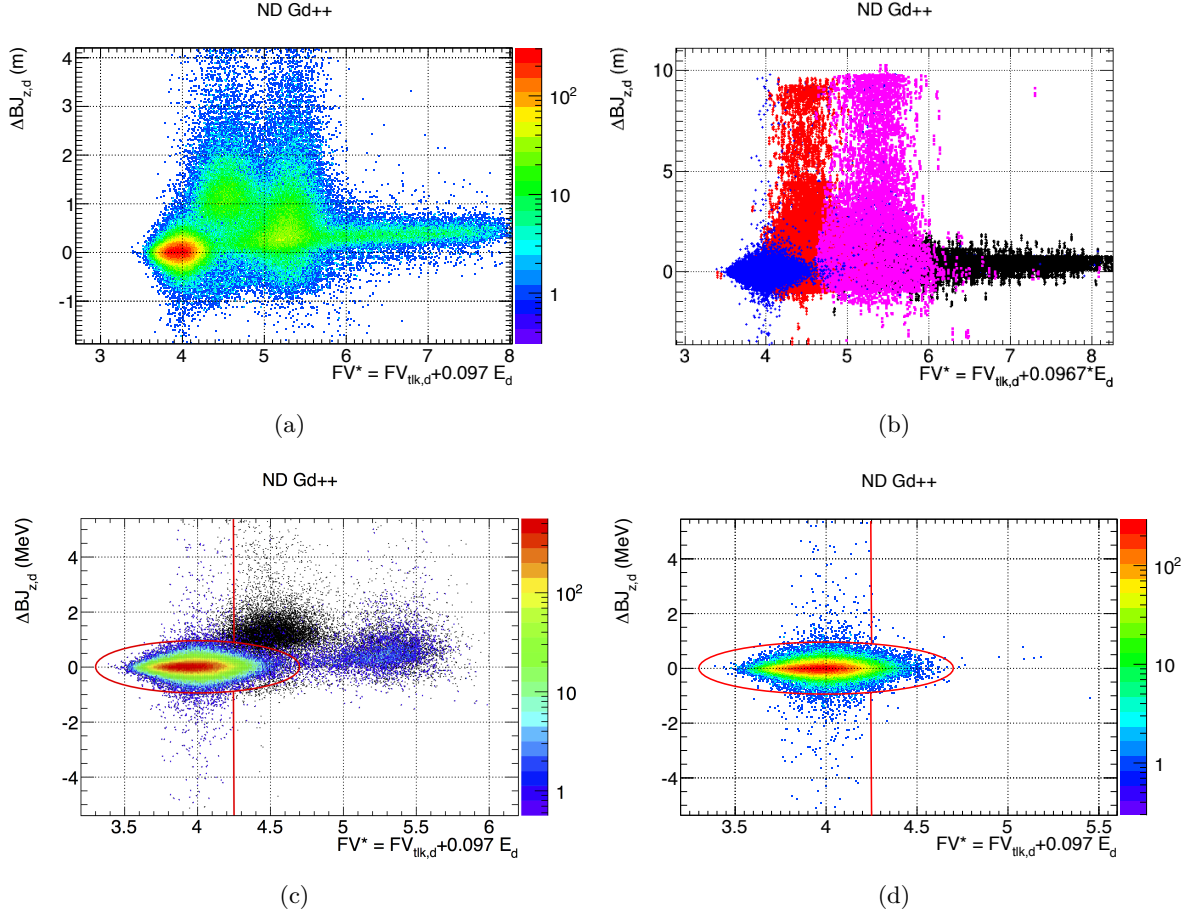 ND Gd++
ND Gd++
ΔBJz,d (m)
4
3
2
1
0
-1
3 4 5 6 7 8
10²
10
1
FV* = FVtlk,d+0.097 Ed
(a)
ΔBJz,d (m)
10
5
0
3 4 5 6 7 8
FV* = FVtlk,d+0.0967*Ed
(b)
ND Gd++
ND Gd++
ΔBJz,d (MeV)
4
2
0
-2
-4
3.5 4 4.5 5 5.5 6
10²
10
1
FV* = FVtlk,d+0.097 Ed
(c)
ΔBJz,d (MeV)
4
2
0
-2
-4
3.5 4 4.5 5 5.5
10²
10
1
FV* = FVtlk,d+0.097 Ed
(d)